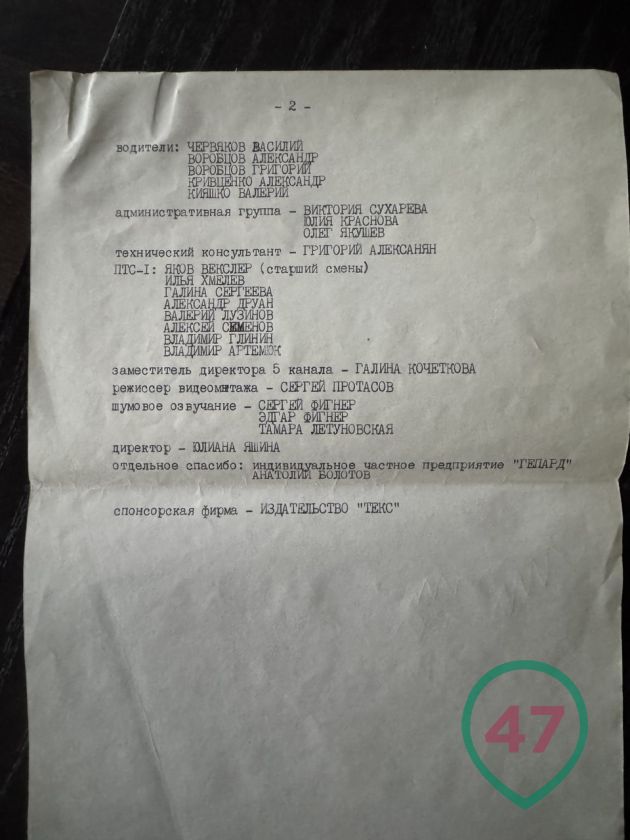 - 2 -
водители: ЧЕРВЯКОВ ВАСИЛИЙ
ВОРОБЦОВ АЛЕКСАНДР
ВОРОБЦОВ ГРИГОРИЙ
КРИВЦЕНКО АЛЕКСАНДР
КИЯШКО ВАЛЕРИЙ
административная группа - ВИКТОРИЯ СУХАРЕВА
ЮЛИЯ КРАСНОВА
ОЛЕГ ЯКУШЕВ
технический консультант - ГРИГОРИЙ АЛЕКСАНЯН
ПТС-I: ЯКОВ ВЕКСЛЕР (старший смены)
ИЛЬЯ ХМЕЛЕВ
ГАЛИНА СЕРГЕЕВА
АЛЕКСАНДР ДРУАН
ВАЛЕРИЙ ЛУЗИНОВ
АЛЕКСЕЙ СЕМЕНОВ
ВЛАДИМИР ГЛИНИН
ВЛАДИМИР АРТЕМЮК
заместитель директора 5 канала - ГАЛИНА КОЧЕТКОВА
режиссер видеомнтажа - СЕРГЕЙ ПРОТАСОВ
шумовое озвучание - СЕРГЕЙ ФИГНЕР
ЭДГАР ФИГНЕР
ТАМАРА ЛЕТУНОВСКАЯ
директор - ЮЛИАНА ЯШИНА
отдельное спасибо: индивидуальное частное предприятие "ГЕПАРД"
АНАТОЛИЙ БОЛОТОВ
спонсорская фирма - ИЗДАТЕЛЬСТВО "ТЕКС"
47